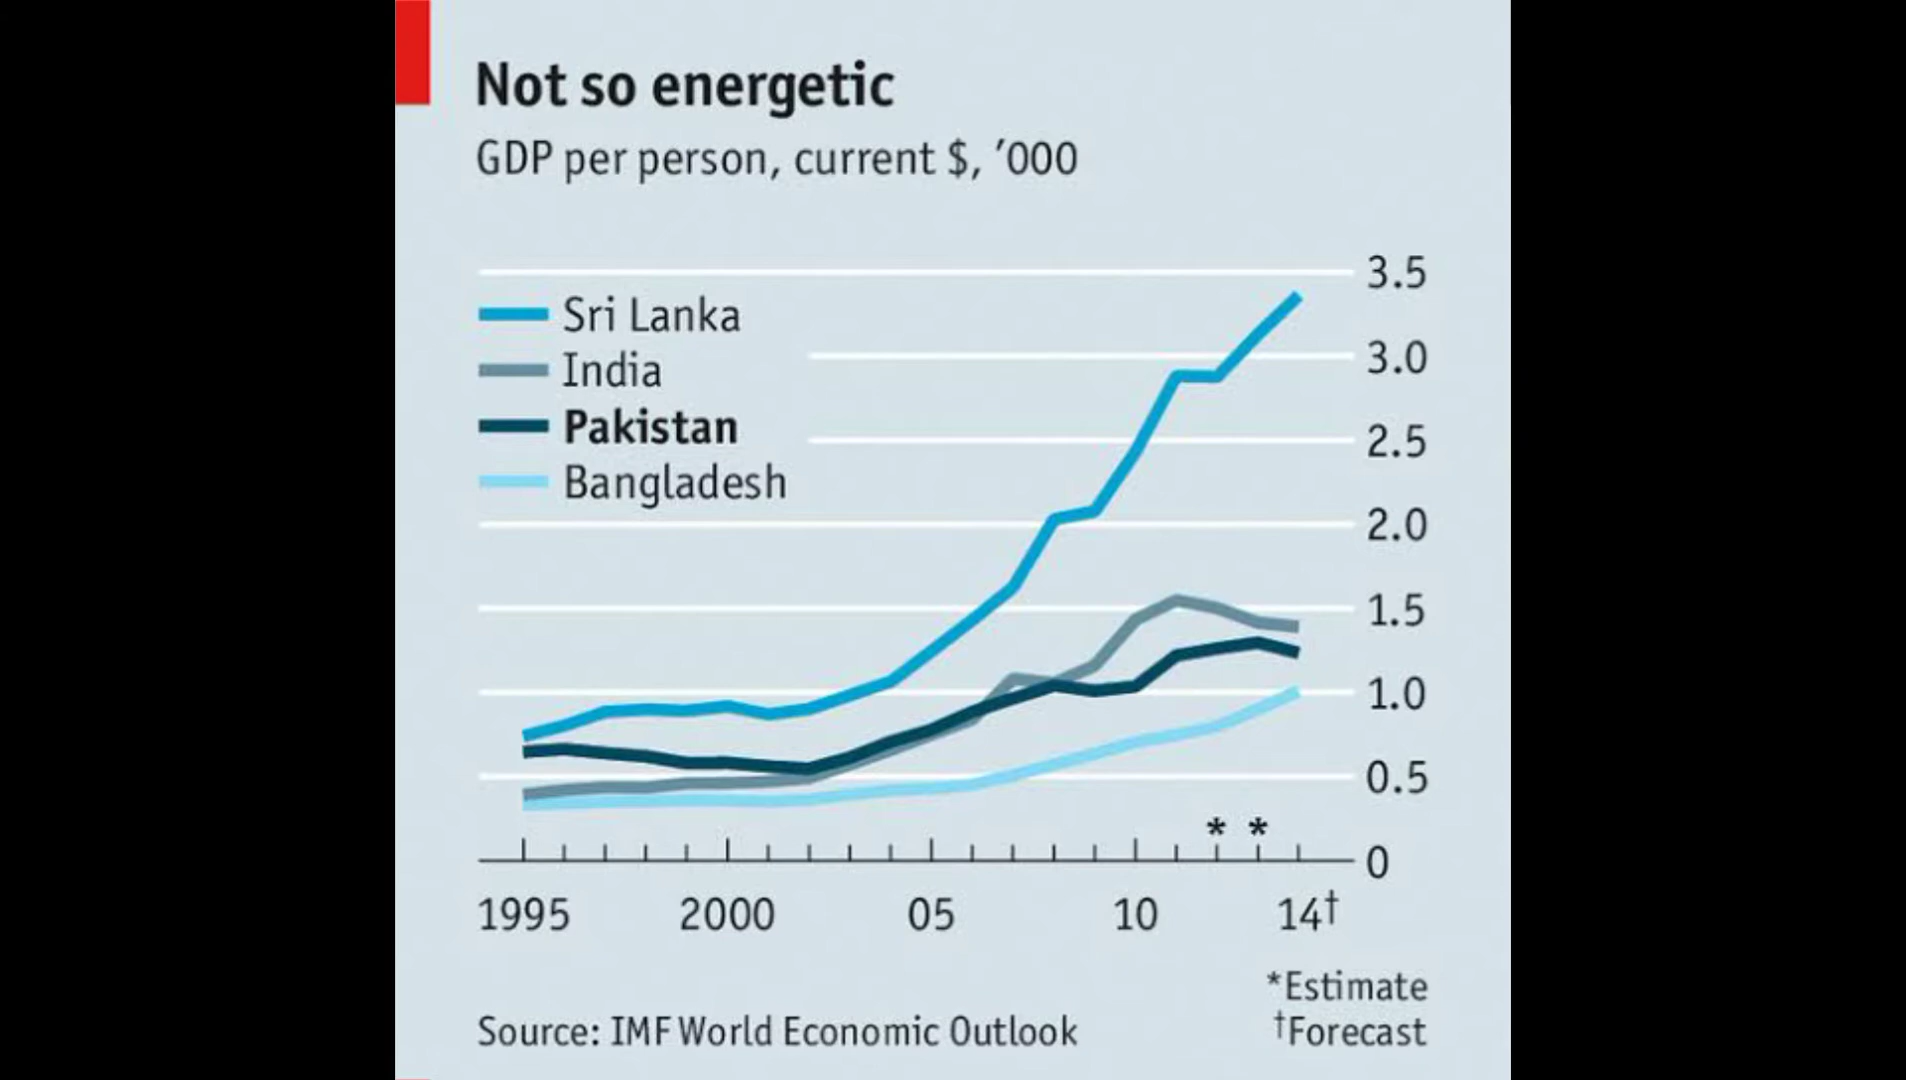 Not so energetic
GDP per person, current $, ’000
3.5
Sri Lanka
3.0
India
Pakistan
2.5
Bangladesh
2.0
1.5
1.0
0.5
* *
0
1995 2000 05 10 14†
*Estimate
Source: IMF World Economic Outlook †Forecast